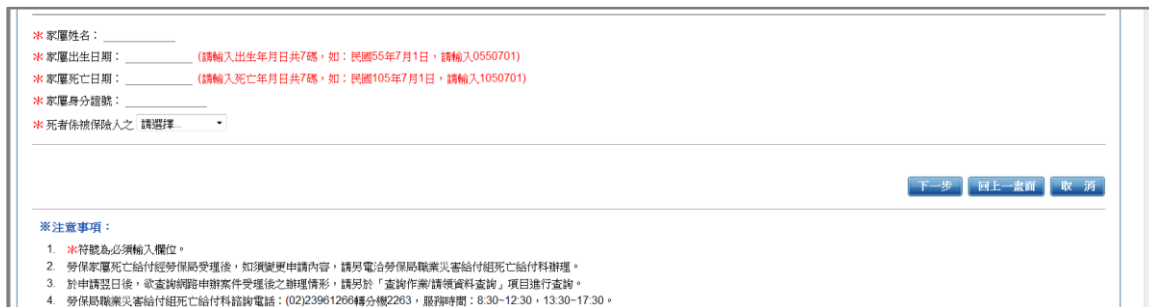 * 家屬姓名：
* 家屬出生日期： (請輸入出生年月日共7碼，如：民國55年7月1日，請輸入0550701)
* 家屬死亡日期： (請輸入死亡年月日共7碼，如：民國105年7月1日，請輸入1050701)
* 家屬身分證號：
* 死者係被保險人之 請選擇...
下一步 回上一畫面 取 消
※注意事項：
1. *符號為必須輸入欄位。
2. 勞保家屬死亡給付經勞保局受理後，如須變更申請內容，請另電洽勞保局職業災害給付組死亡給付科辦理。
3. 於申請翌日後，欲查詢網路申辦案件受理後之辦理情形，請另於「查詢作業/請領資料查詢」項目進行查詢。
4. 勞保局職業災害給付組死亡給付科諮詢電話：(02)23961266轉分機2263，服務時間：8:30~12:30，13:30~17:30。